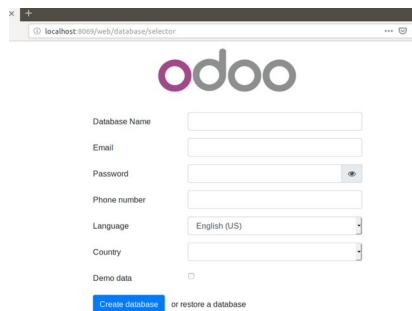 localhost:8069/web/database/selector
odoo
Database Name
Email
Password
Phone number
Language English (US)
Country
Demo data
Create database or restore a database